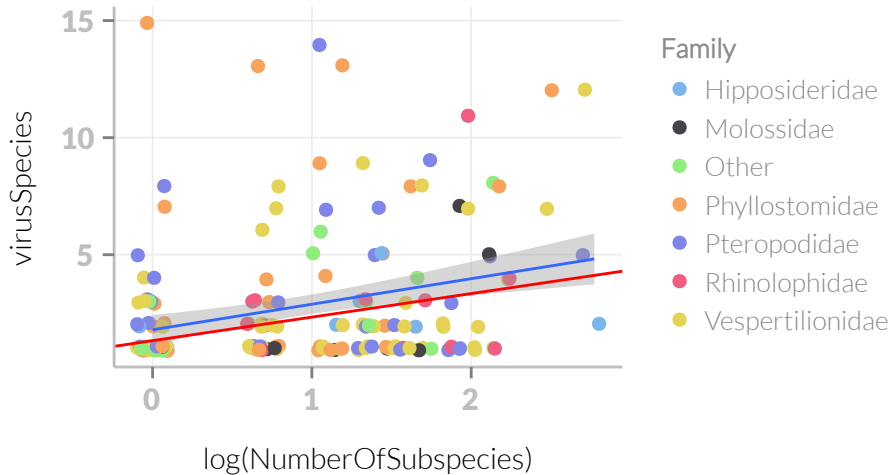 15
10
5
virusSpecies
0 1 2
log(NumberOfSubspecies)
Family
Hipposideridae
Molossidae
Other
Phyllostomidae
Pteropodidae
Rhinolophidae
Vespertilionidae